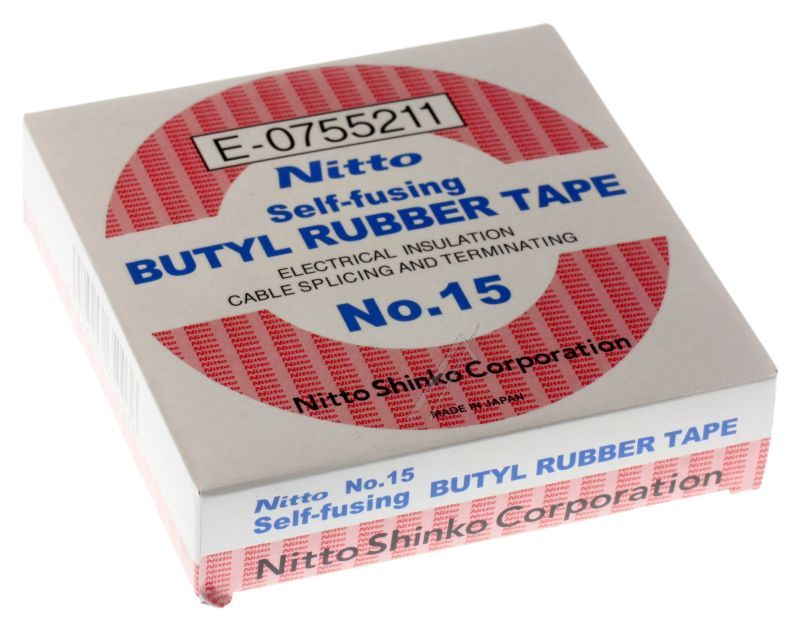 E-0755211
Nitto
Self-fusing
BUTYL RUBBER TAPE
ELECTRICAL INSULATION
CABLE SPLICING AND TERMINATING
No.15
Nitto Shinko Corporation
MADE IN JAPAN
Nitto No.15
Self-fusing BUTYL RUBBER TAPE
Nitto Shinko Corporation